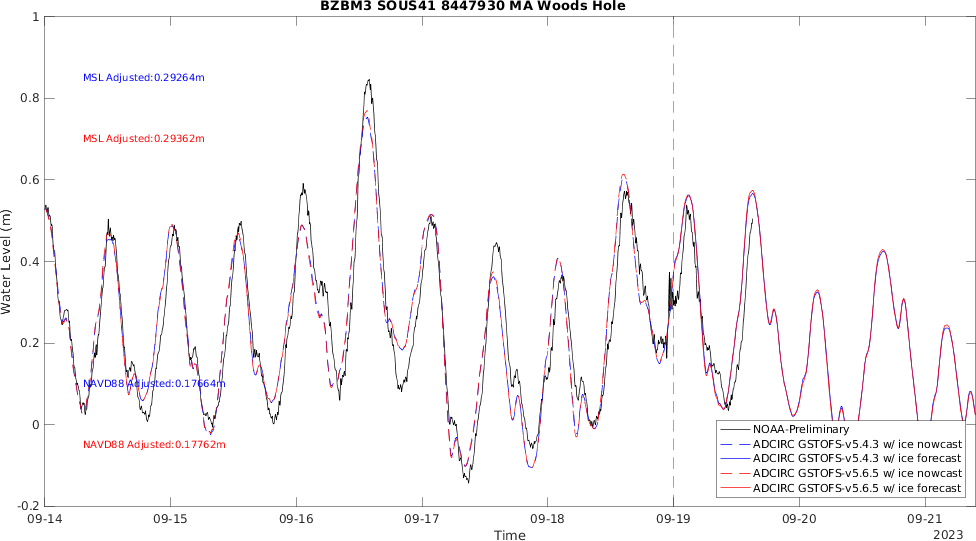 BZBM3 SOUS41 8447930 MA Woods Hole
1
0.8
0.6
0.4
0.2
0
-0.2
Water Level (m)
MSL Adjusted:0.29264m
MSL Adjusted:0.29362m
NAVD88 Adjusted:0.17664m
NAVD88 Adjusted:0.17762m
NOAA-Preliminary
ADCIRC GSTOFS-v5.4.3 w/ ice nowcast
ADCIRC GSTOFS-v5.4.3 w/ ice forecast
ADCIRC GSTOFS-v5.6.5 w/ ice nowcast
ADCIRC GSTOFS-v5.6.5 w/ ice forecast
09-14 09-15 09-16 09-17 09-18 09-19 09-20 09-21
Time
2023